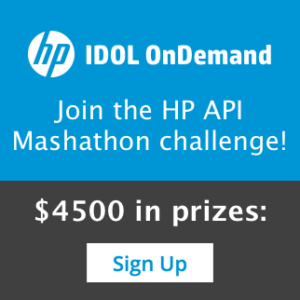 hp IDOL OnDemand
Join the HP API
Mashathon challenge!
$4500 in prizes:
Sign Up